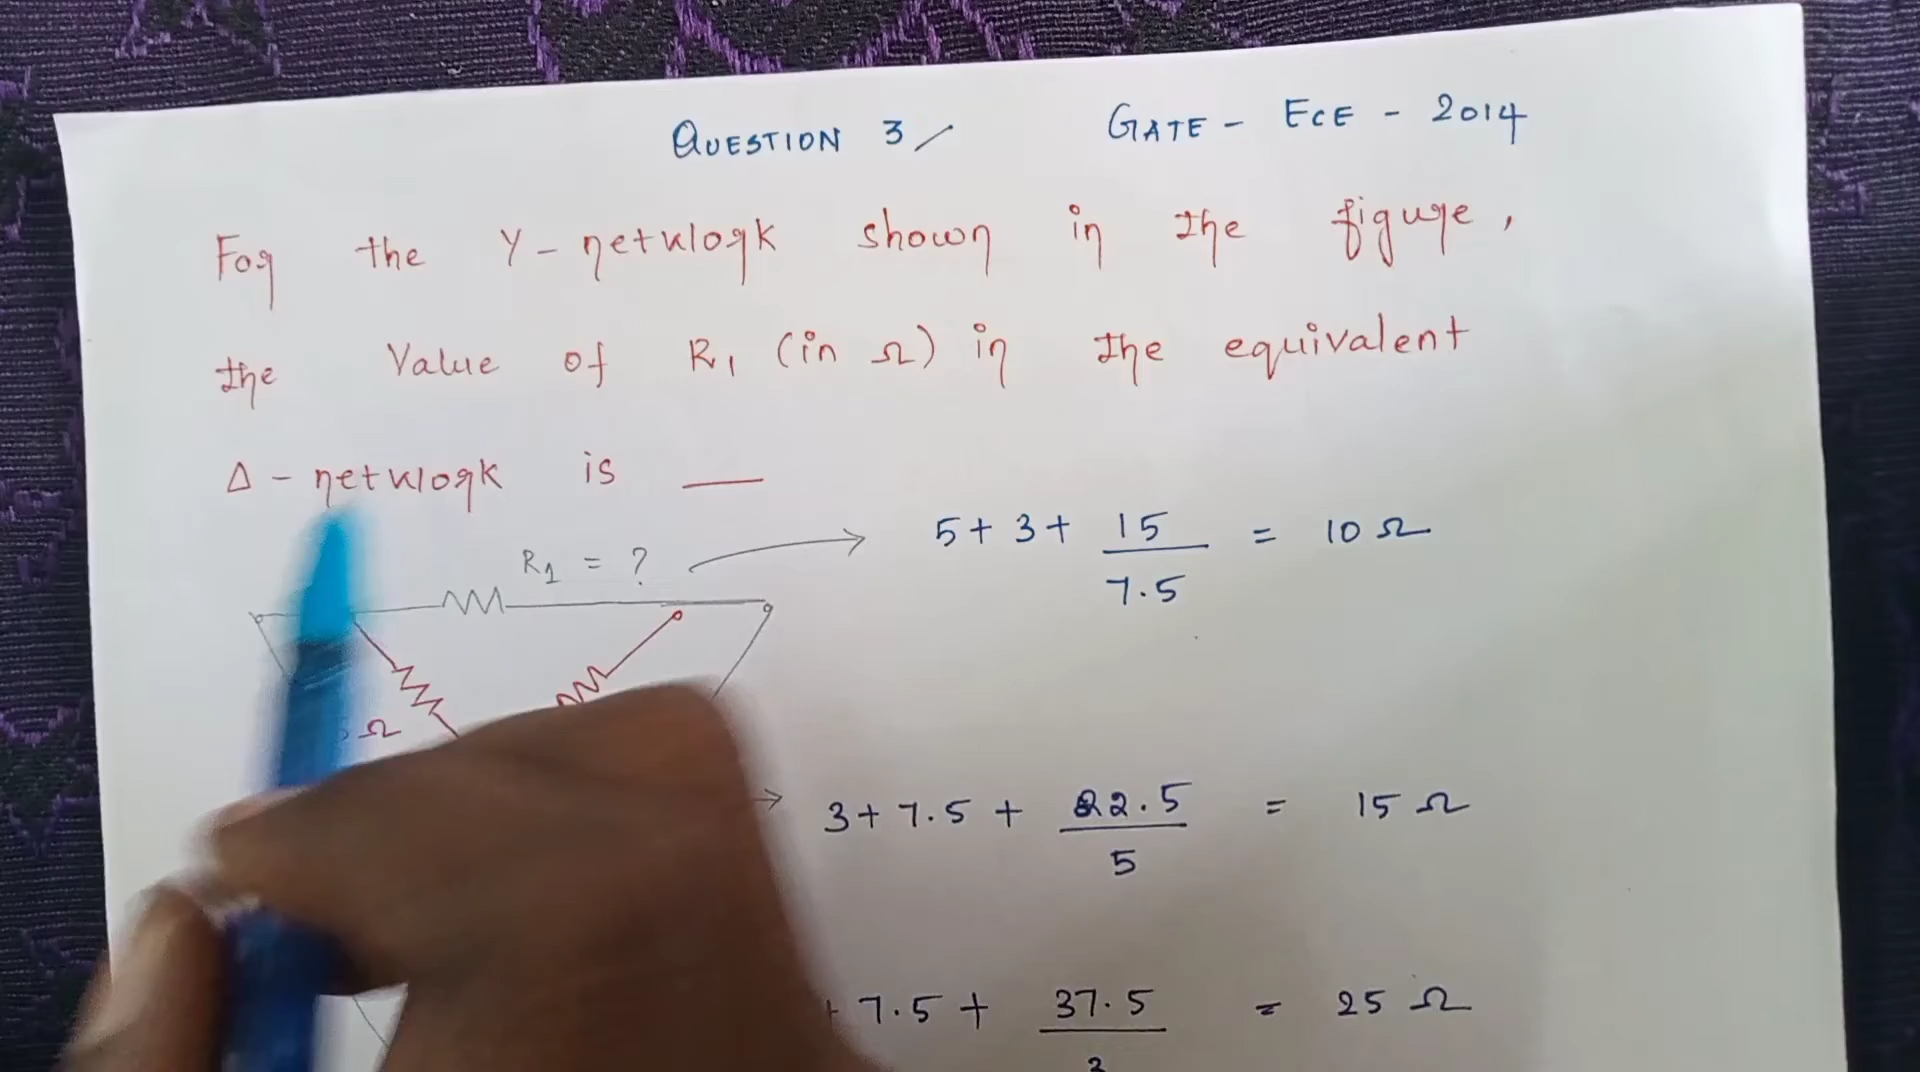 QUESTION 3/ GATE - ECE - 2014
For the Y-network shown in the figure,
the Value of R1 (in Ω) in the equivalent
Δ-network is __
R1 = ? → 5 + 3 + 15/7.5 = 10 Ω
Ω
→ 3 + 7.5 + 22.5/5 = 15 Ω
+ 7.5 + 37.5/3 = 25 Ω